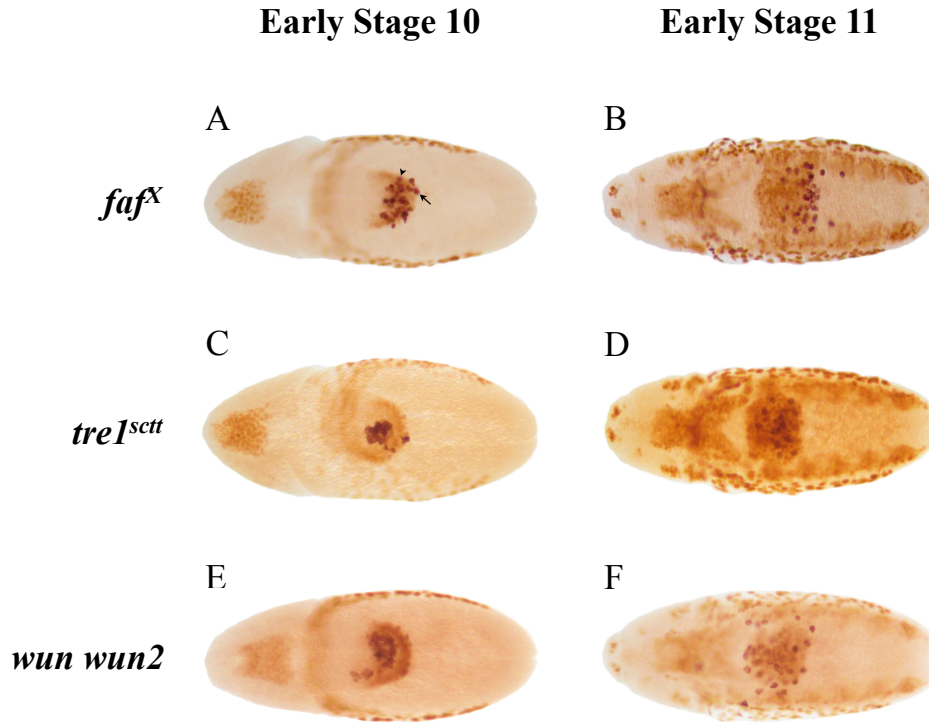 Early Stage 10 Early Stage 11
A B
faf^X
C D
tre1^sctt
E F
wun wun2